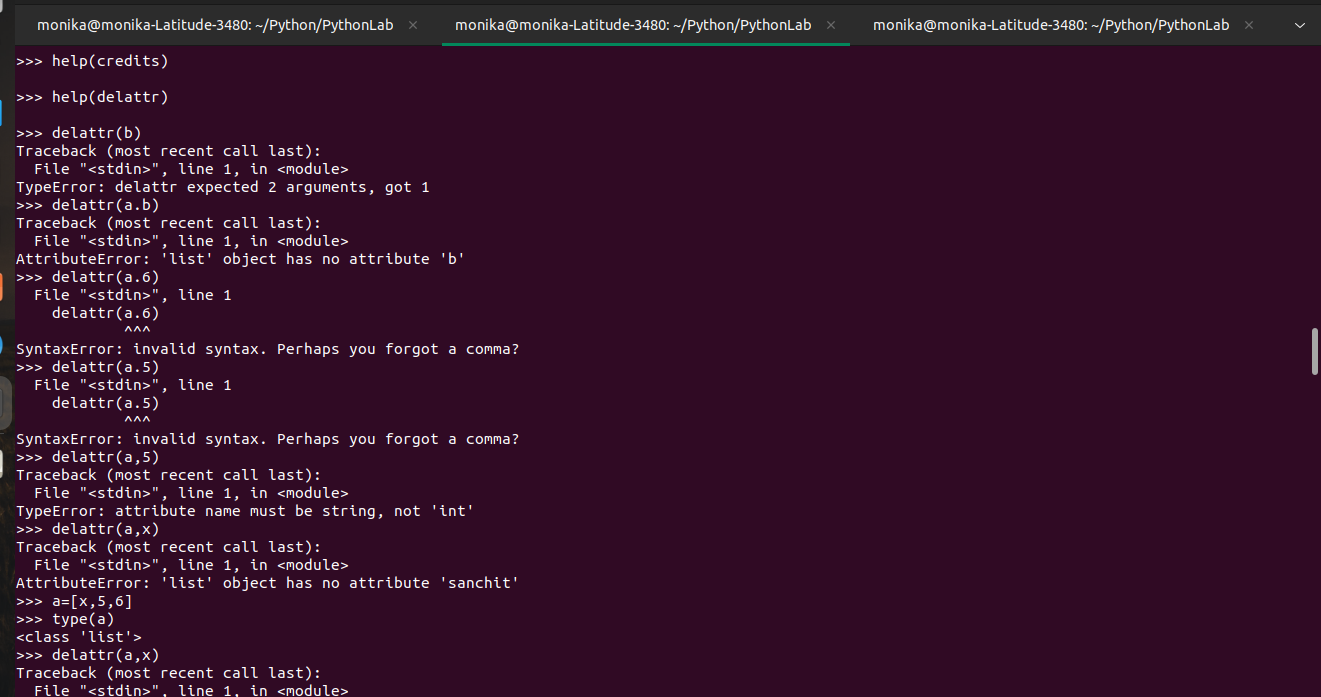 monika@monika-Latitude-3480: ~/Python/PythonLab × monika@monika-Latitude-3480: ~/Python/PythonLab × monika@monika-Latitude-3480: ~/Python/PythonLab ×
>>> help(credits)
>>> help(delattr)
>>> delattr(b)
Traceback (most recent call last):
  File "<stdin>", line 1, in <module>
TypeError: delattr expected 2 arguments, got 1
>>> delattr(a.b)
Traceback (most recent call last):
  File "<stdin>", line 1, in <module>
AttributeError: 'list' object has no attribute 'b'
>>> delattr(a.6)
  File "<stdin>", line 1
    delattr(a.6)
            ^^^
SyntaxError: invalid syntax. Perhaps you forgot a comma?
>>> delattr(a.5)
  File "<stdin>", line 1
    delattr(a.5)
            ^^^
SyntaxError: invalid syntax. Perhaps you forgot a comma?
>>> delattr(a,5)
Traceback (most recent call last):
  File "<stdin>", line 1, in <module>
TypeError: attribute name must be string, not 'int'
>>> delattr(a,x)
Traceback (most recent call last):
  File "<stdin>", line 1, in <module>
AttributeError: 'list' object has no attribute 'sanchit'
>>> a=[x,5,6]
>>> type(a)
<class 'list'>
>>> delattr(a,x)
Traceback (most recent call last):
  File "<stdin>", line 1, in <module>